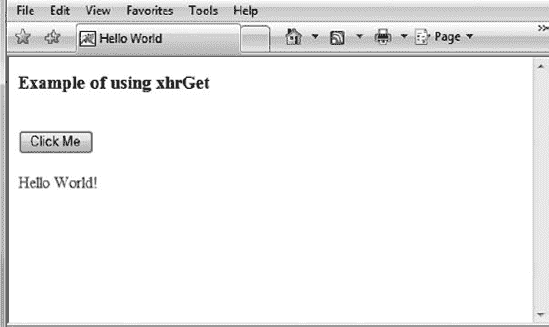 File Edit View Favorites Tools Help
Hello World
Page
Example of using xhrGet
Click Me
Hello World!